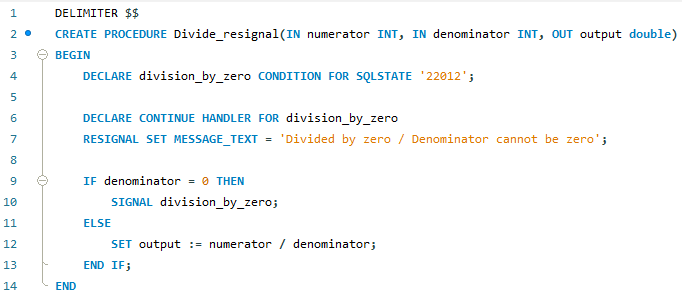 1 DELIMITER $$
2 CREATE PROCEDURE Divide_resignal(IN numerator INT, IN denominator INT, OUT output double)
3 BEGIN
4 DECLARE division_by_zero CONDITION FOR SQLSTATE '22012';
5
6 DECLARE CONTINUE HANDLER FOR division_by_zero
7 RESIGNAL SET MESSAGE_TEXT = 'Divided by zero / Denominator cannot be zero';
8
9 IF denominator = 0 THEN
10 SIGNAL division_by_zero;
11 ELSE
12 SET output := numerator / denominator;
13 END IF;
14 END